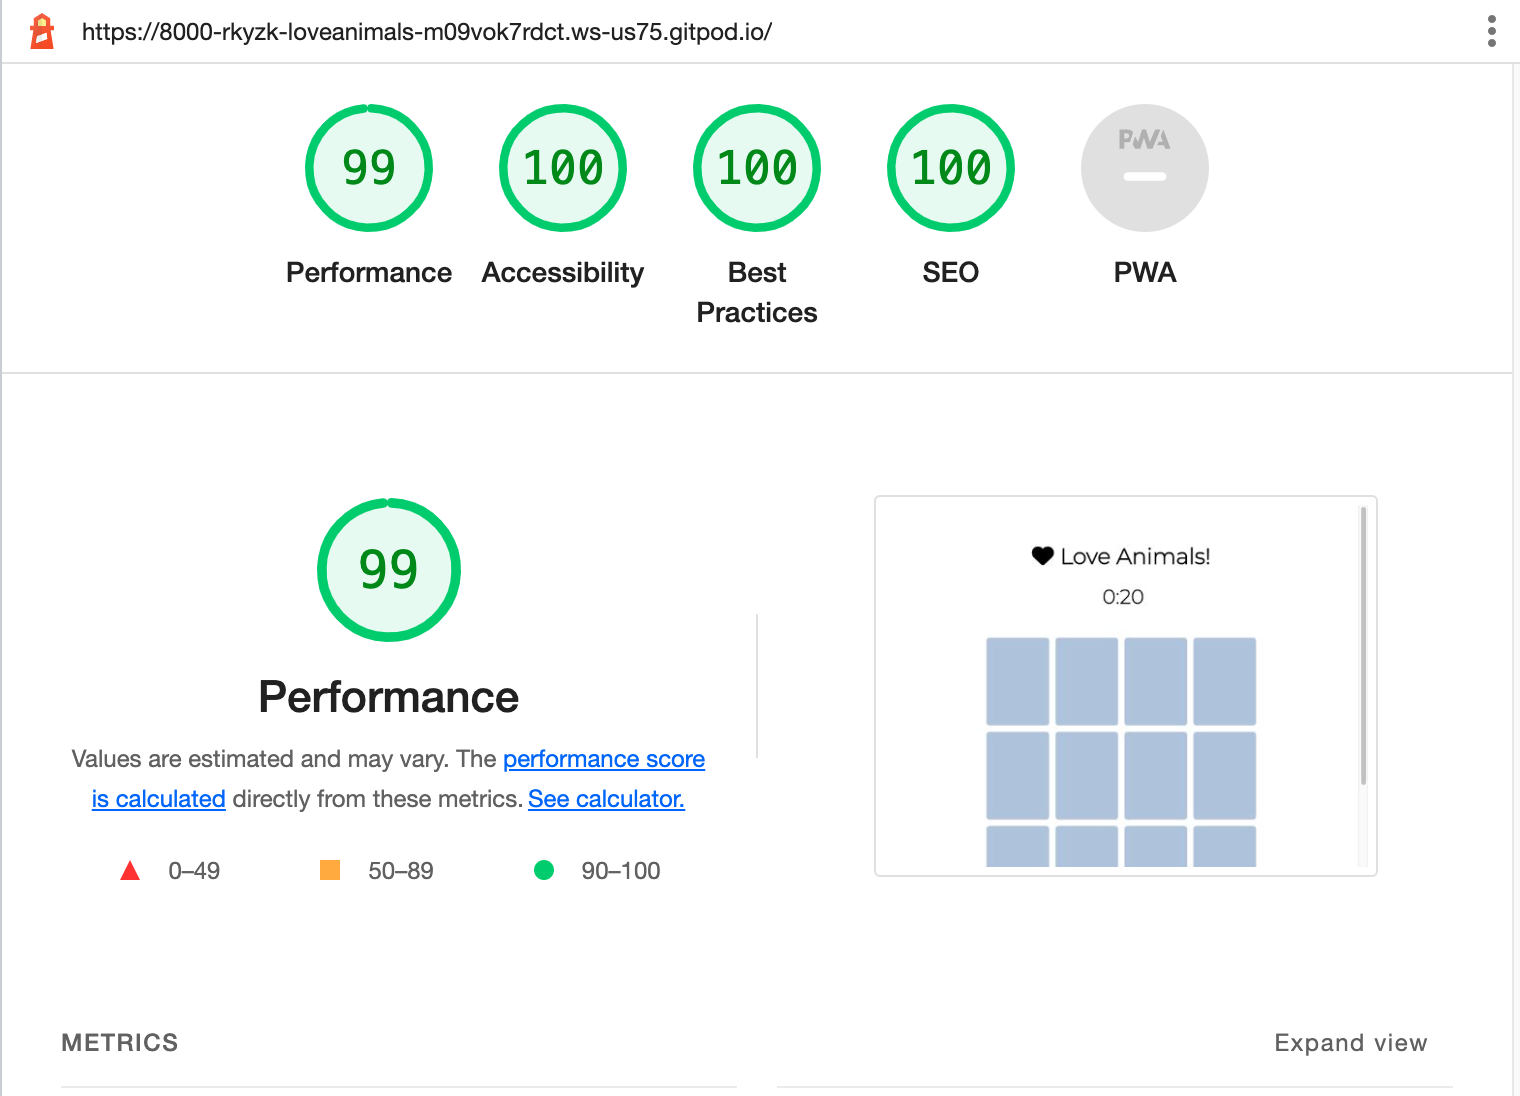 https://8000-rkyzk-loveanimals-m09vok7rdct.ws-us75.gitpod.io/
99
100
100
100
PWA
Performance
Accessibility
Best
Practices
SEO
PWA
99
Performance
Values are estimated and may vary. The performance score
is calculated directly from these metrics. See calculator.
0–49
50–89
90–100
Love Animals!
0:20
METRICS
Expand view